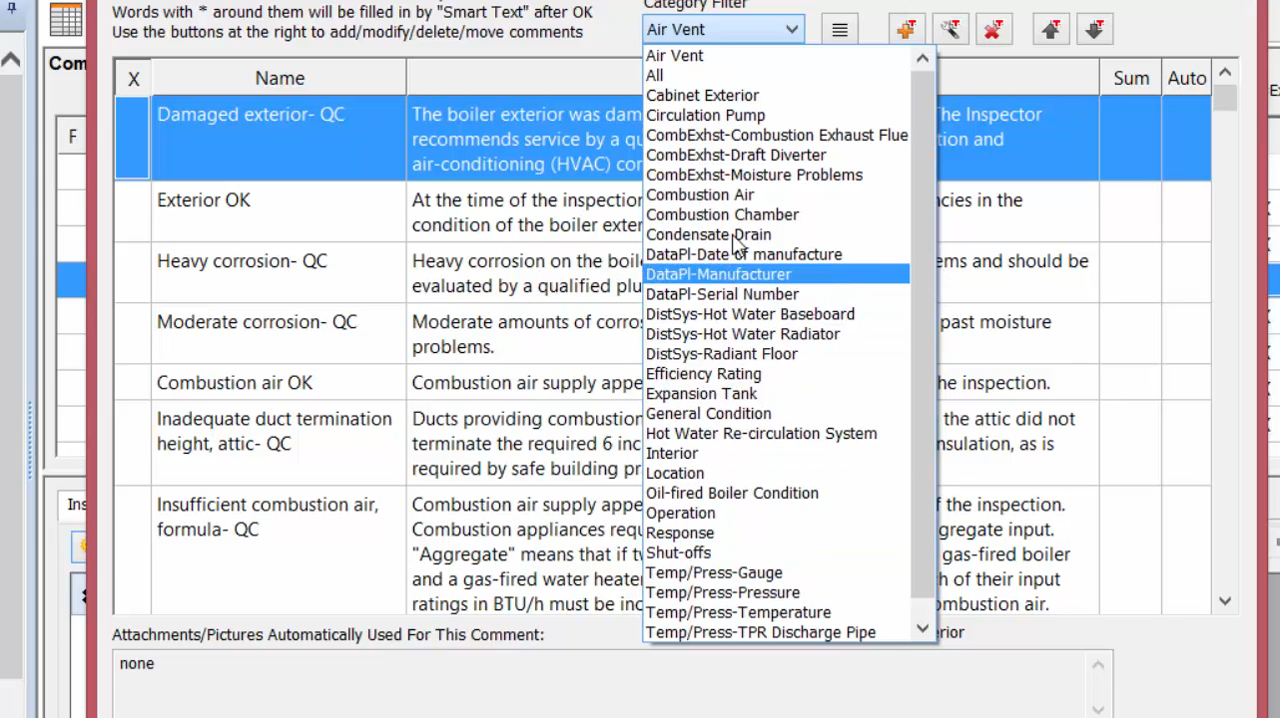 Words with * around them will be filled in by "Smart Text" after OK
Category Filter
Use the buttons at the right to add/modify/delete/move comments
Air Vent
Com
F
X
Name
Sum
Auto
Damaged exterior- QC
The boiler exterior was dam
The Inspector
recommends service by a qu
tion and
air-conditioning (HVAC) cor
Exterior OK
At the time of the inspection
ncies in the
condition of the boiler exter
Heavy corrosion- QC
Heavy corrosion on the boil
ems and should be
evaluated by a qualified plu
Moderate corrosion- QC
Moderate amounts of corros
past moisture
problems.
Combustion air OK
Combustion air supply appe
the inspection.
Inadequate duct termination
height, attic- QC
Ducts providing combustion
the attic did not
terminate the required 6 inc
nsulation, as is
required by safe building pr
Insufficient combustion air,
formula- QC
Combustion air supply appe
f the inspection.
Combustion appliances requ
gregate input.
"Aggregate" means that if tw
gas-fired boiler
and a gas-fired water heater
h of their input
ratings in BTU/h must be inc
ombustion air.
Air Vent
All
Cabinet Exterior
Circulation Pump
CombExhst-Combustion Exhaust Flue
CombExhst-Draft Diverter
CombExhst-Moisture Problems
Combustion Air
Combustion Chamber
Condensate Drain
DataPl-Date of manufacture
DataPl-Manufacturer
DataPl-Serial Number
DistSys-Hot Water Baseboard
DistSys-Hot Water Radiator
DistSys-Radiant Floor
Efficiency Rating
Expansion Tank
General Condition
Hot Water Re-circulation System
Interior
Location
Oil-fired Boiler Condition
Operation
Response
Shut-offs
Temp/Press-Gauge
Temp/Press-Pressure
Temp/Press-Temperature
Temp/Press-TPR Discharge Pipe
Ins
Attachments/Pictures Automatically Used For This Comment:
erior
none